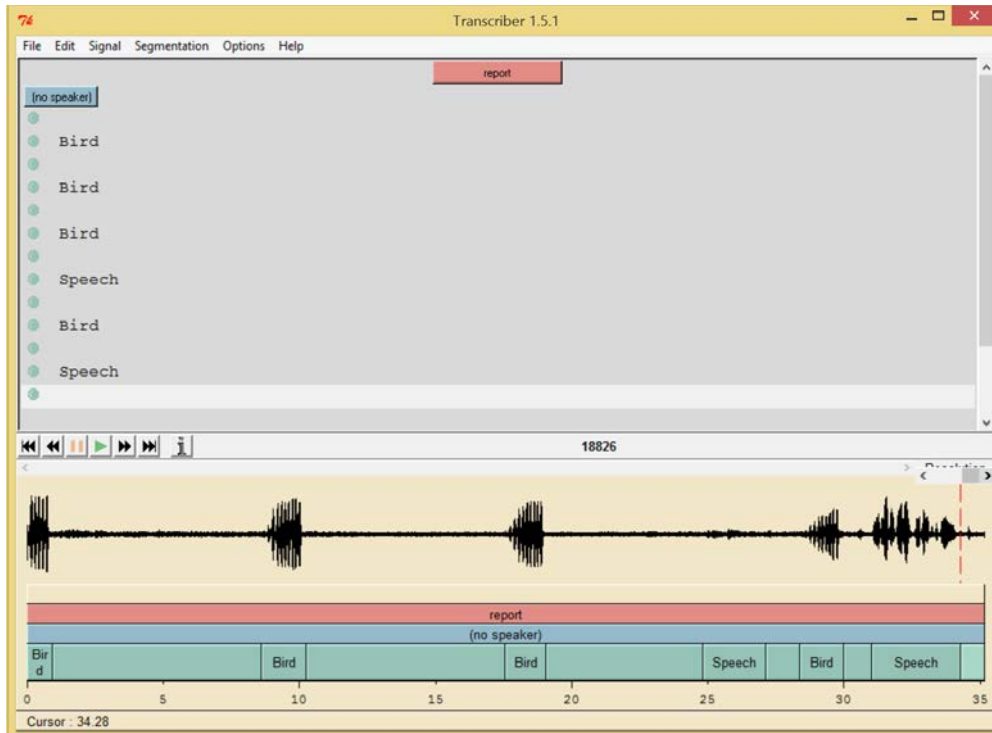 Transcriber 1.5.1
File Edit Signal Segmentation Options Help
report
(no speaker)
Bird
Bird
Bird
Speech
Bird
Speech
18826
report
(no speaker)
Bir
d
Bird
Bird
Speech
Bird
Speech
0 5 10 15 20 25 30 35
Cursor : 34.28